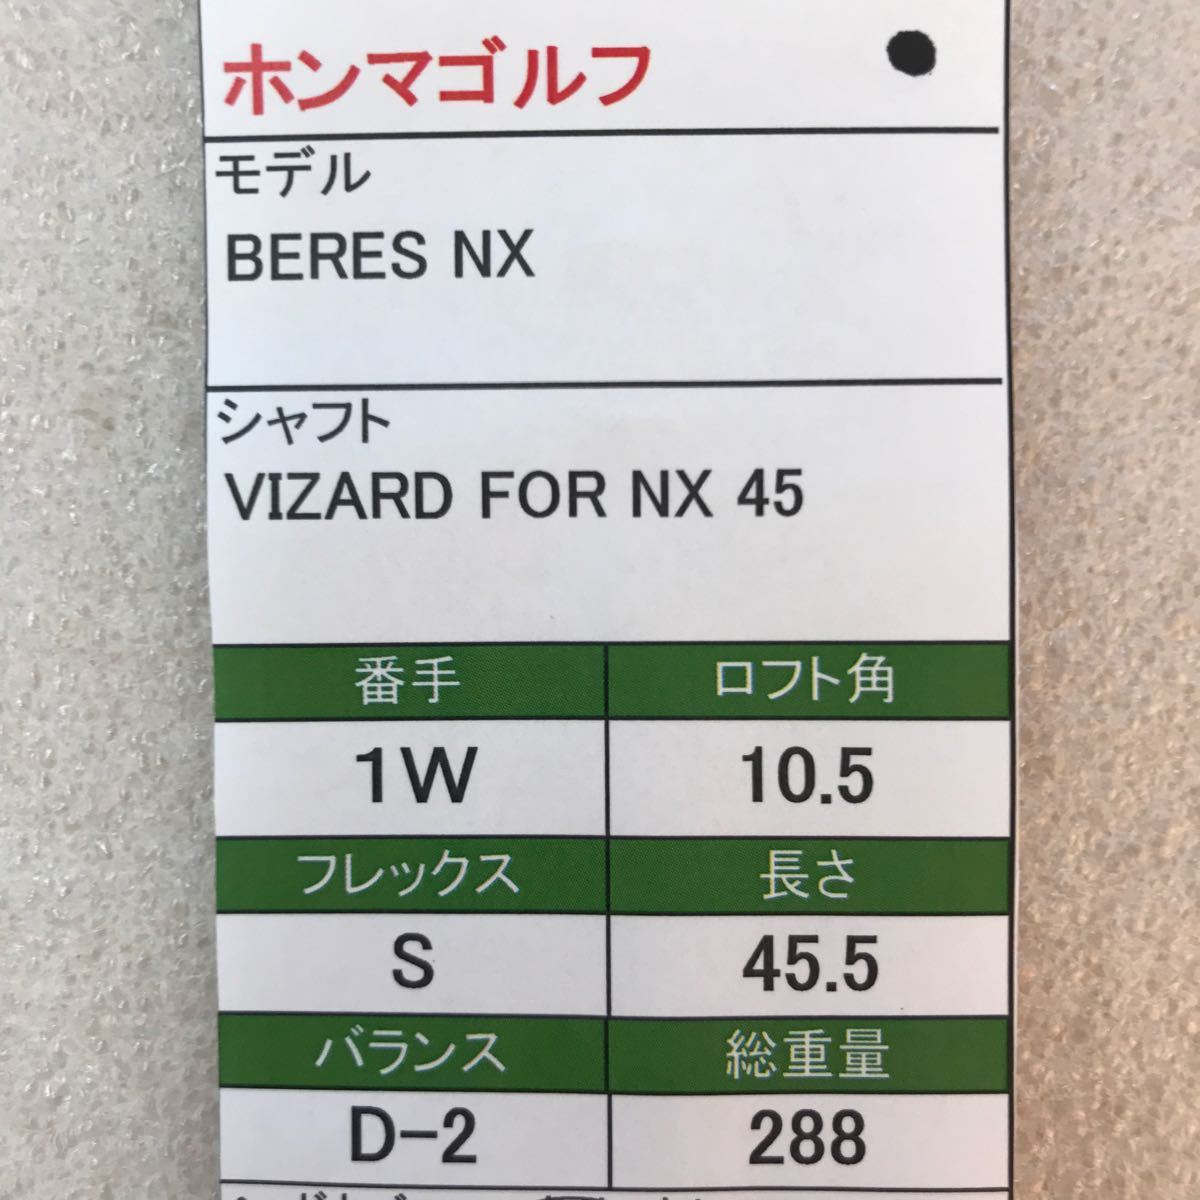 ホンマゴルフ
モデル
BERES NX
シャフト
VIZARD FOR NX 45
番手 ロフト角
1W 10.5
フレックス 長さ
S 45.5
バランス 総重量
D-2 288